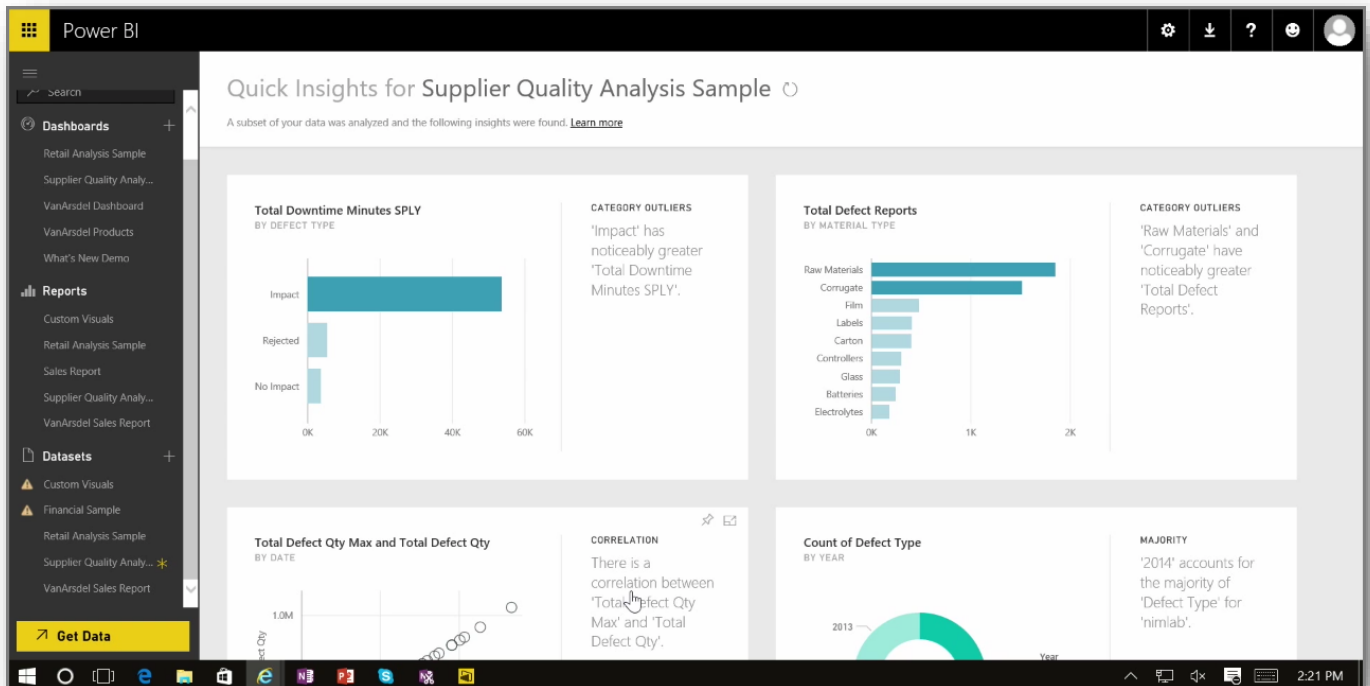 Power BI
?
Search
Dashboards
Retail Analysis Sample
Supplier Quality Analy...
VanArsdel Dashboard
VanArsdel Products
What's New Demo
Reports
Custom Visuals
Retail Analysis Sample
Sales Report
Supplier Quality Analy...
VanArsdel Sales Report
Datasets
Custom Visuals
Financial Sample
Retail Analysis Sample
Supplier Quality Analy...
VanArsdel Sales Report
Get Data
Quick Insights for Supplier Quality Analysis Sample
A subset of your data was analyzed and the following insights were found. Learn more
Total Downtime Minutes SPLY
BY DEFECT TYPE
Impact
Rejected
No Impact
0K 20K 40K 60K
CATEGORY OUTLIERS
'Impact' has
noticeably greater
'Total Downtime
Minutes SPLY'.
Total Defect Reports
BY MATERIAL TYPE
Raw Materials
Corrugate
Film
Labels
Carton
Controllers
Glass
Batteries
Electrolytes
0K 1K 2K
CATEGORY OUTLIERS
'Raw Materials' and
'Corrugate' have
noticeably greater
'Total Defect
Reports'.
Total Defect Qty Max and Total Defect Qty
BY DATE
1.0M
Qty
CORRELATION
There is a
correlation between
'Total Defect Qty
Max' and 'Total
Defect Qty'.
Count of Defect Type
BY YEAR
2013
Year
MAJORITY
'2014' accounts for
the majority of
'Defect Type' for
'nimlab'.
2:21 PM